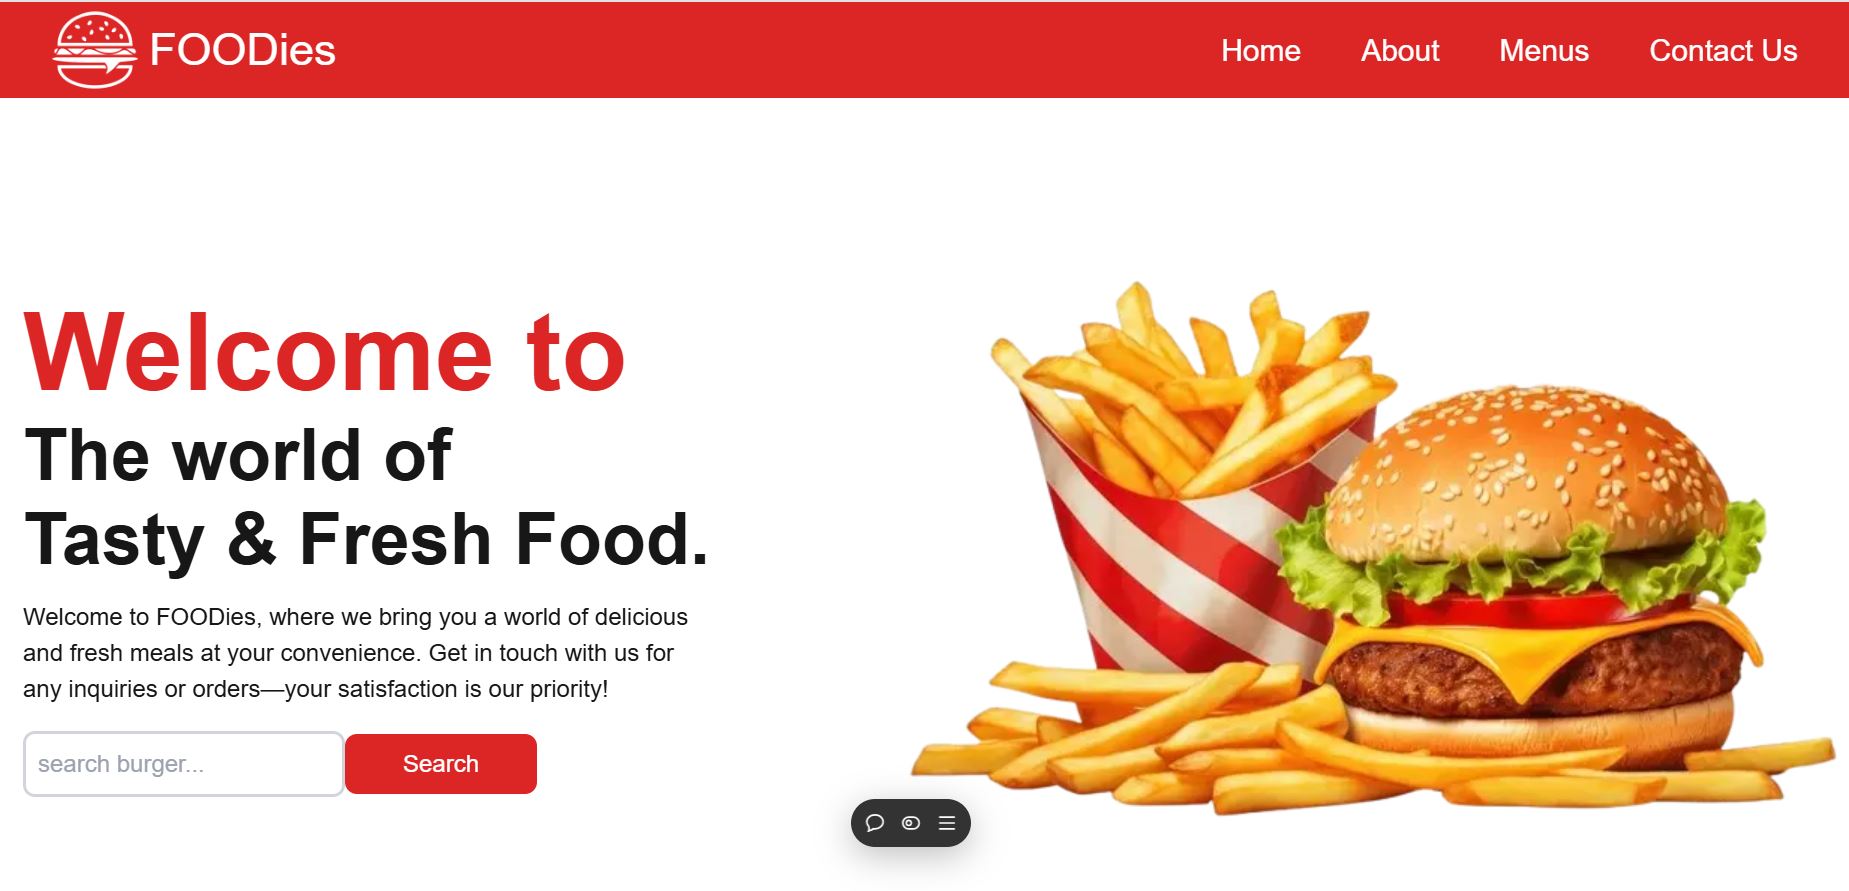 FOODies
Home About Menus Contact Us
Welcome to
The world of
Tasty & Fresh Food.
Welcome to FOODies, where we bring you a world of delicious
and fresh meals at your convenience. Get in touch with us for
any inquiries or orders—your satisfaction is our priority!
search burger...
Search